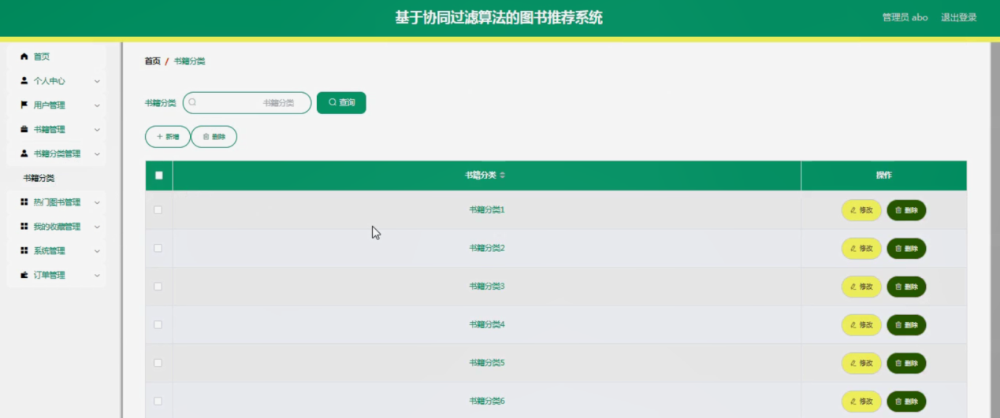 基于协同过滤算法的图书推荐系统
管理员 abo 退出登录
首页
个人中心
用户管理
书籍管理
书籍分类管理
书籍分类
热门图书管理
我的收藏管理
系统管理
订单管理
首页 / 书籍分类
书籍分类 书籍分类 查询
+ 新增 删除
书籍分类 操作
书籍分类1 修改 删除
书籍分类2 修改 删除
书籍分类3 修改 删除
书籍分类4 修改 删除
书籍分类5 修改 删除
书籍分类6 修改 删除